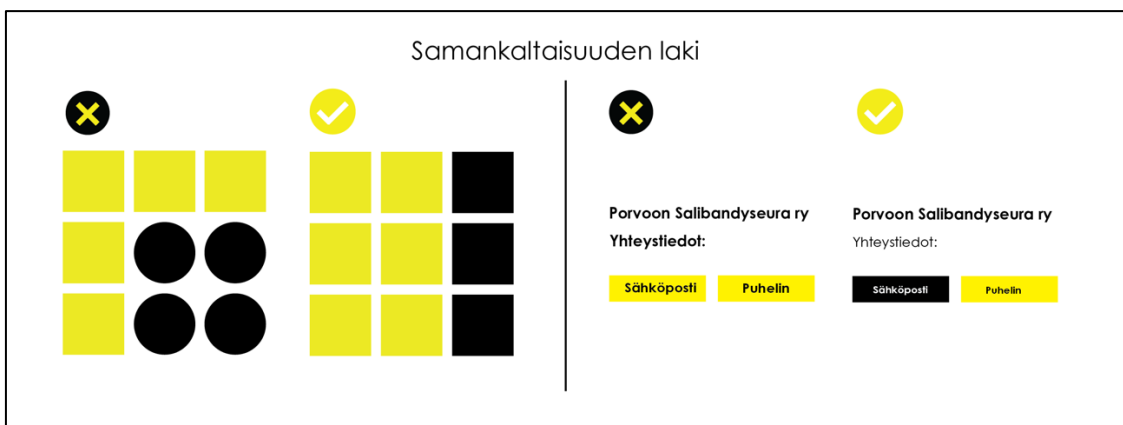 Samankaltaisuuden laki
Porvoon Salibandyseura ry
Yhteystiedot:
Sähköposti
Puhelin
Porvoon Salibandyseura ry
Yhteystiedot:
Sähköposti
Puhelin